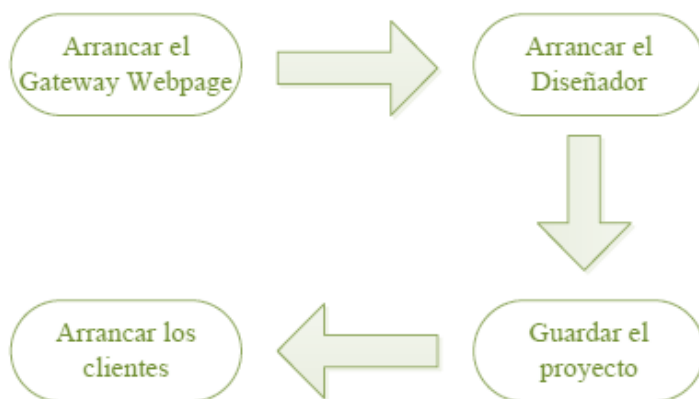 Arrancar el
Gateway Webpage
Arrancar el
Diseñador
Guardar el
proyecto
Arrancar los
clientes